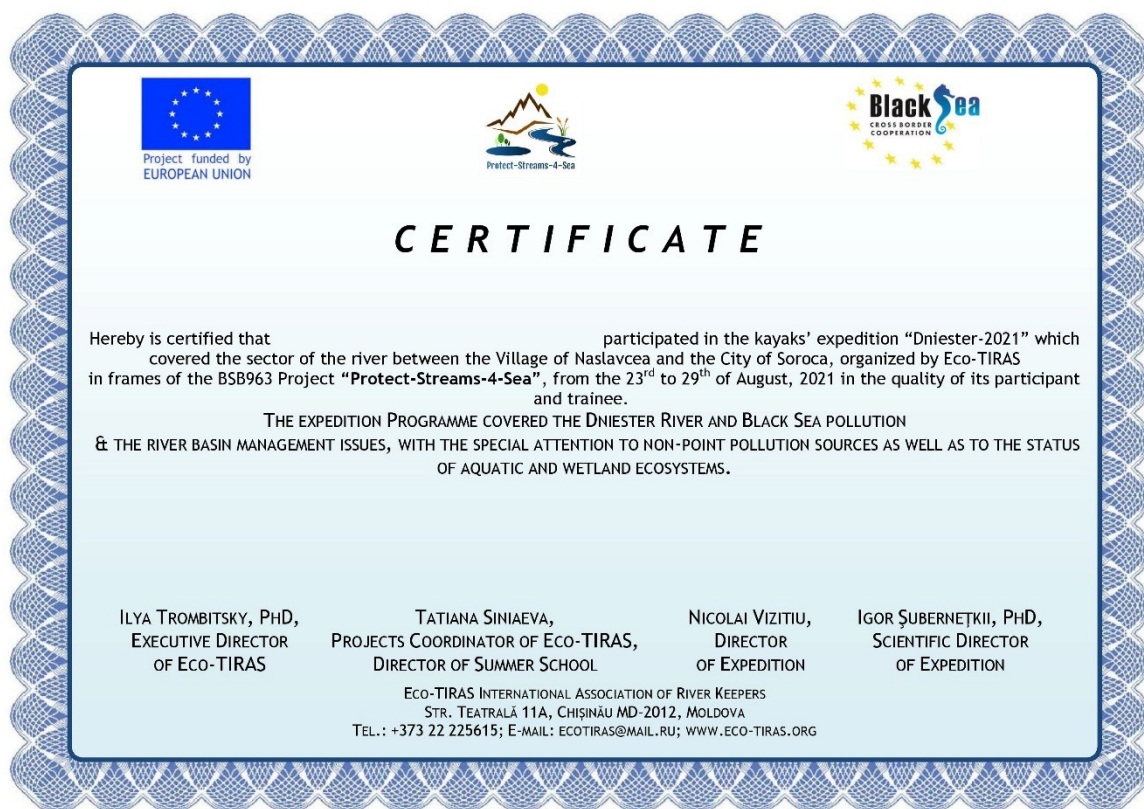 Project funded by
EUROPEAN UNION
Protect-Streams-4-Sea
Black Sea
CROSS BORDER
COOPERATION
CERTIFICATE
Hereby is certified that participated in the kayaks’ expedition “Dniester-2021” which
covered the sector of the river between the Village of Naslavcea and the City of Soroca, organized by Eco-TIRAS
in frames of the BSB963 Project “Protect-Streams-4-Sea”, from the 23rd to 29th of August, 2021 in the quality of its participant
and trainee.
THE EXPEDITION PROGRAMME COVERED THE DNIESTER RIVER AND BLACK SEA POLLUTION
& THE RIVER BASIN MANAGEMENT ISSUES, WITH THE SPECIAL ATTENTION TO NON-POINT POLLUTION SOURCES AS WELL AS TO THE STATUS
OF AQUATIC AND WETLAND ECOSYSTEMS.
ILYA TROMBITSKY, PHD,
EXECUTIVE DIRECTOR
OF ECO-TIRAS
TATIANA SINIAEVA,
PROJECTS COORDINATOR OF ECO-TIRAS,
DIRECTOR OF SUMMER SCHOOL
NICOLAI VIZITIU,
DIRECTOR
OF EXPEDITION
IGOR ŞUBERNEŢKII, PHD,
SCIENTIFIC DIRECTOR
OF EXPEDITION
ECO-TIRAS INTERNATIONAL ASSOCIATION OF RIVER KEEPERS
STR. TEATRALĂ 11A, CHIȘINĂU MD-2012, MOLDOVA
TEL.: +373 22 225615; E-MAIL: ECOTIRAS@MAIL.RU; WWW.ECO-TIRAS.ORG